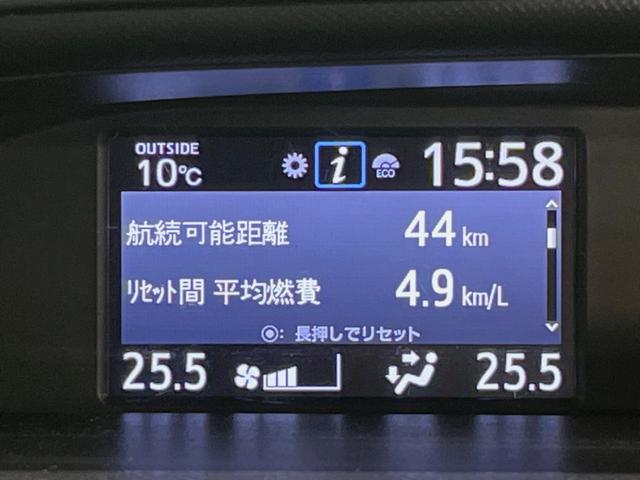 OUTSIDE
10℃ i ECO 15:58
航続可能距離 44 km
ﾘｾｯﾄ間 平均燃費 4.9 km/L
◉: 長押しでリセット
25.5 25.5